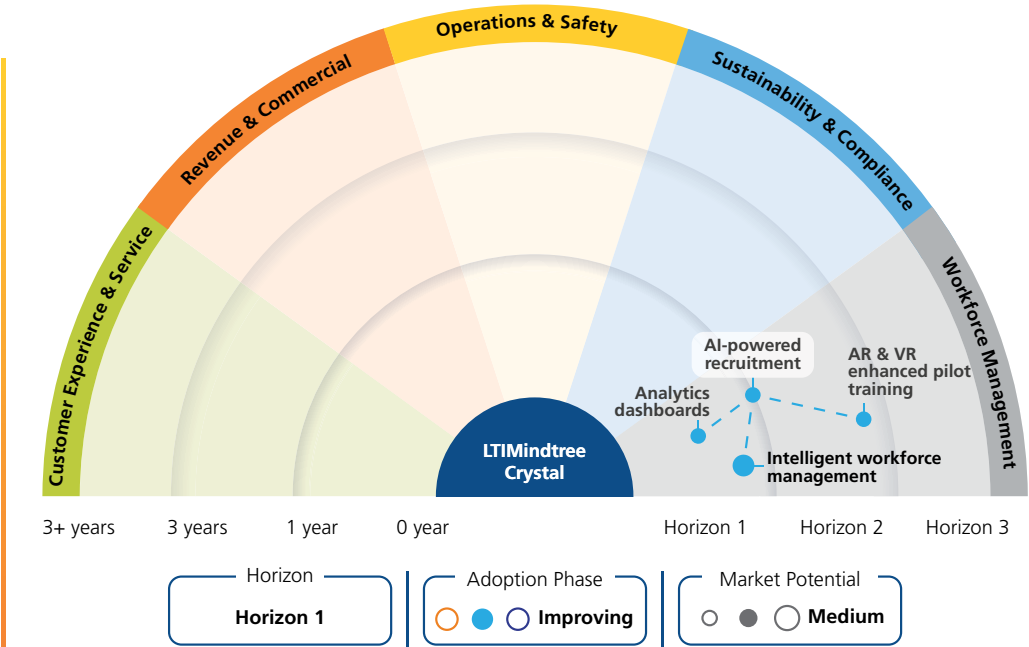 Operations & Safety
Revenue & Commercial
Sustainability & Compliance
Customer Experience & Service
Workforce Management
AI-powered
recruitment
AR & VR
enhanced pilot
training
Analytics
dashboards
LTIMindtree
Crystal
Intelligent workforce
management
3+ years
3 years
1 year
0 year
Horizon 1
Horizon 2
Horizon 3
Horizon
Horizon 1
Adoption Phase
Improving
Market Potential
Medium